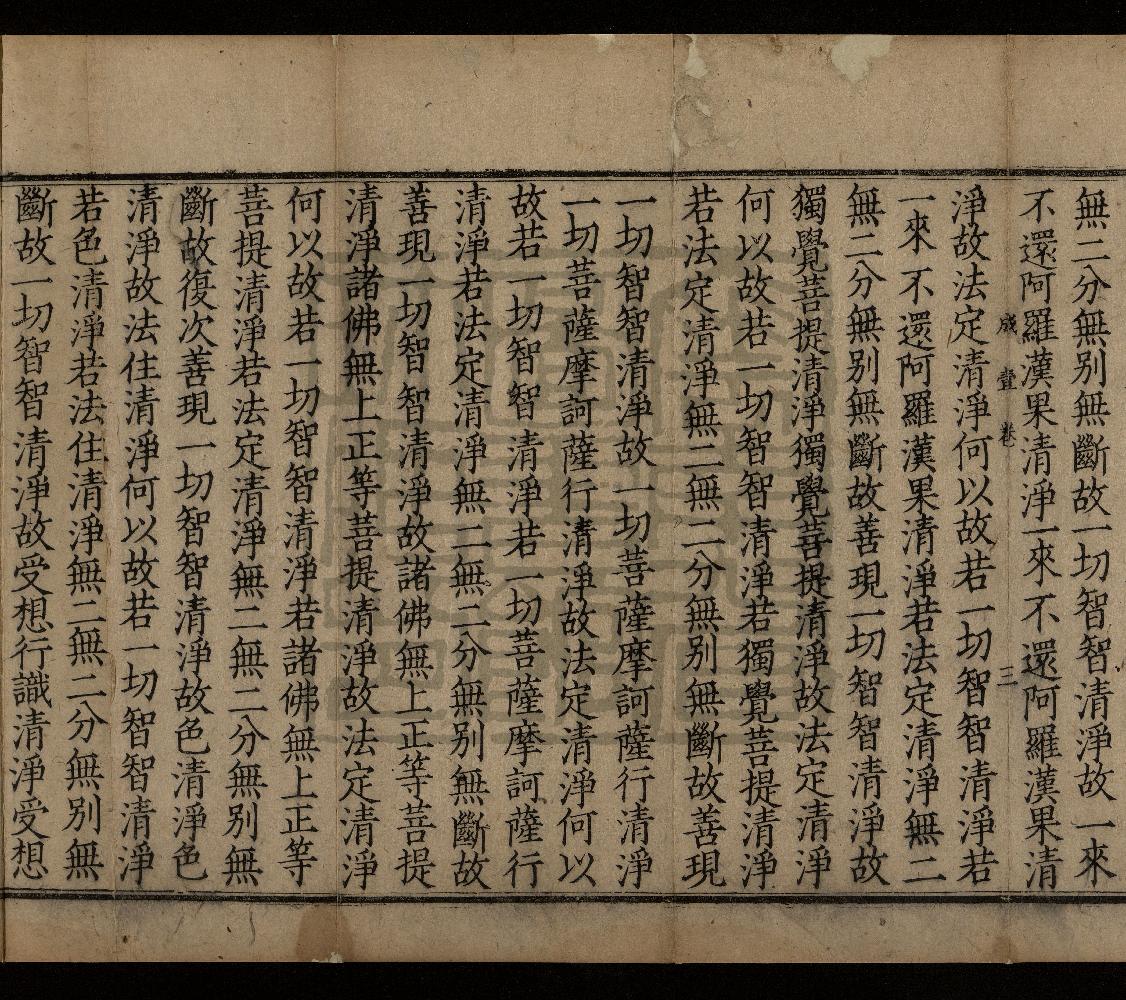 無二分無別無斷故一切智智清淨故一來
不還阿羅漢果清淨一來不還阿羅漢果清
成 壹 卷 三
淨故法定清淨何以故若一切智智清淨若
一來不還阿羅漢果清淨若法定清淨無二
無二分無別無斷故善現一切智智清淨故
獨覺菩提清淨獨覺菩提清淨故法定清淨
何以故若一切智智清淨若獨覺菩提清淨
若法定清淨無二無二分無別無斷故善現
一切智智清淨故一切菩薩摩訶薩行清淨
一切菩薩摩訶薩行清淨故法定清淨何以
故若一切智智清淨若一切菩薩摩訶薩行
清淨若法定清淨無二無二分無別無斷故
善現一切智智清淨故諸佛無上正等菩提
清淨諸佛無上正等菩提清淨故法定清淨
何以故若一切智智清淨若諸佛無上正等
菩提清淨若法定清淨無二無二分無別無
斷故復次善現一切智智清淨故色清淨色
清淨故法住清淨何以故若一切智智清淨
若色清淨若法住清淨無二無二分無別無
斷故一切智智清淨故受想行識清淨受想